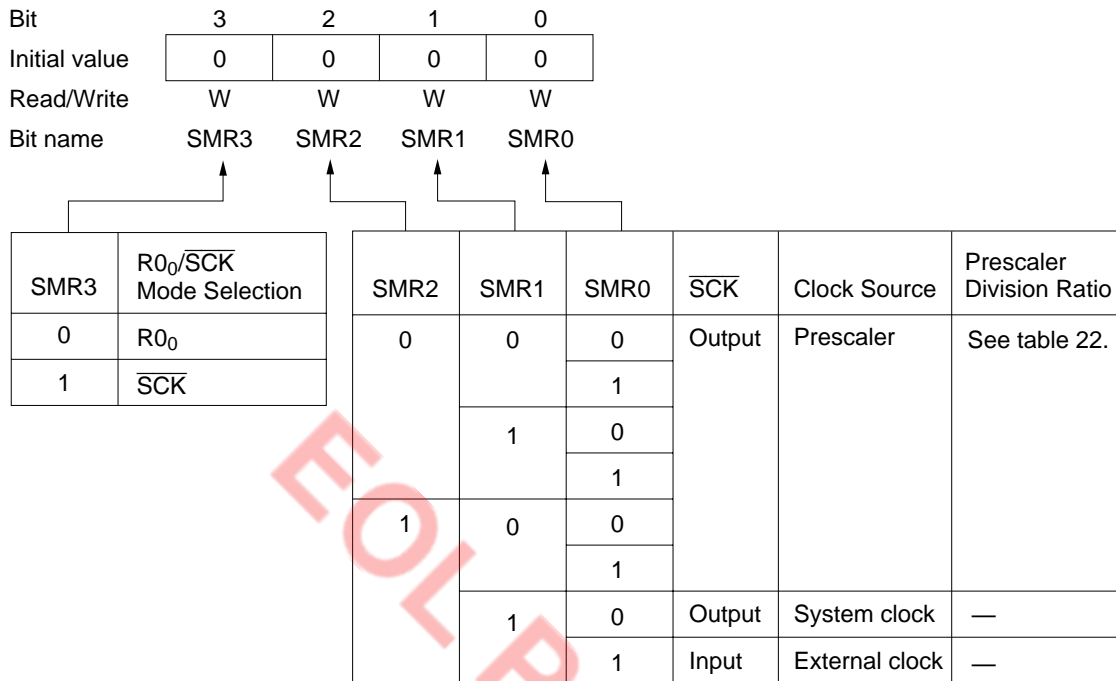 Bit 3 2 1 0
Initial value 0 0 0 0
Read/Write W W W W
Bit name SMR3 SMR2 SMR1 SMR0
SMR3 R0₀/S̅C̅K̅ Mode Selection
0 R0₀
1 S̅C̅K̅
SMR2 SMR1 SMR0 S̅C̅K̅ Clock Source Prescaler Division Ratio
0 0 0 Output Prescaler See table 22.
1
1 0
1
1 0 0
1
1 0 Output System clock —
1 Input External clock —
EOL P